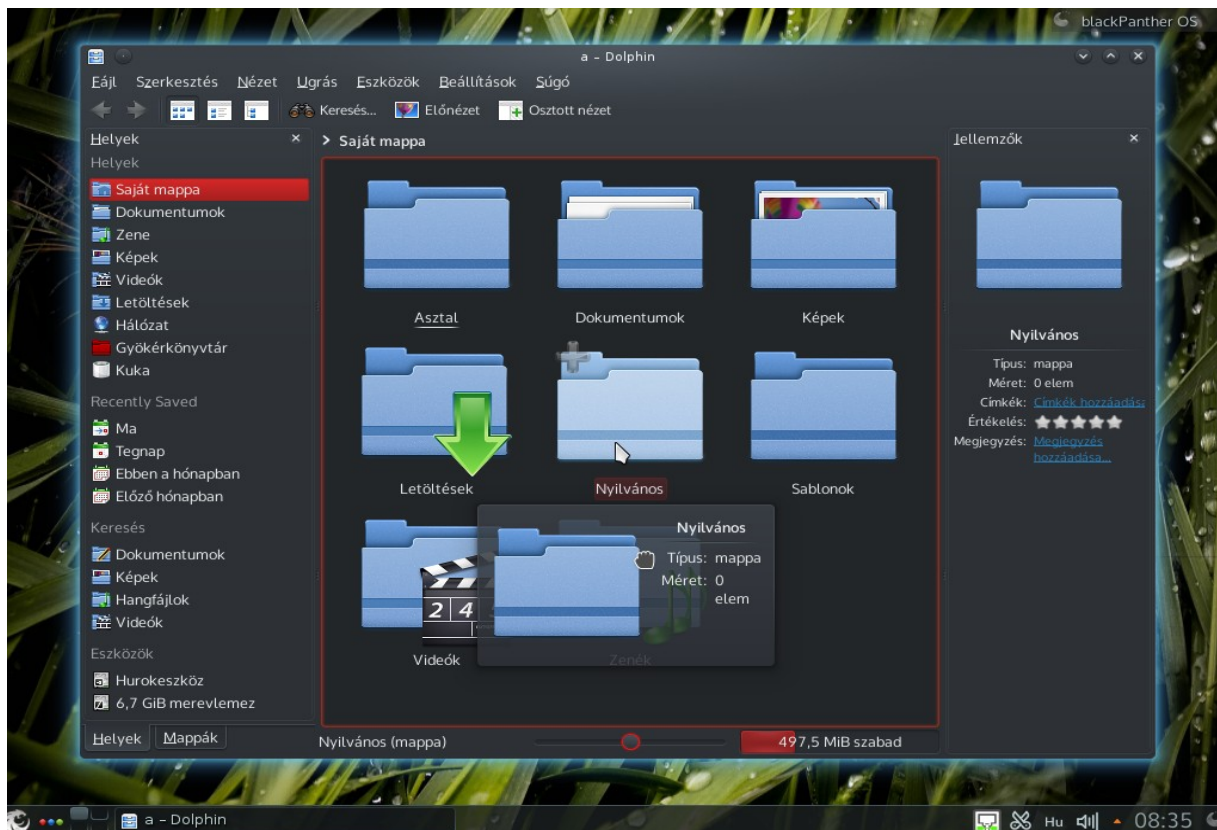 blackPanther OS
a – Dolphin
Fájl Szerkesztés Nézet Ugrás Eszközök Beállítások Súgó
Keresés... Előnézet Osztott nézet
Helyek
Helyek
Saját mappa
Dokumentumok
Zene
Képek
Videók
Letöltések
Hálózat
Gyökérkönyvtár
Kuka
Recently Saved
Ma
Tegnap
Ebben a hónapban
Előző hónapban
Keresés
Dokumentumok
Képek
Hangfájlok
Videók
Eszközök
Hurokeszköz
6,7 GiB merevlemez
Helyek Mappák
> Saját mappa
Asztal Dokumentumok Képek
Letöltések Nyilvános Sablonok
Videók Zenék
2 4
Nyilvános
Típus: mappa
Méret: 0
elem
Nyilvános (mappa)
497,5 MiB szabad
Jellemzők
Nyilvános
Típus: mappa
Méret: 0 elem
Címkék: Címkék hozzáadása
Értékelés:
Megjegyzés: Megjegyzés
hozzáadása...
a – Dolphin
Hu
08:35